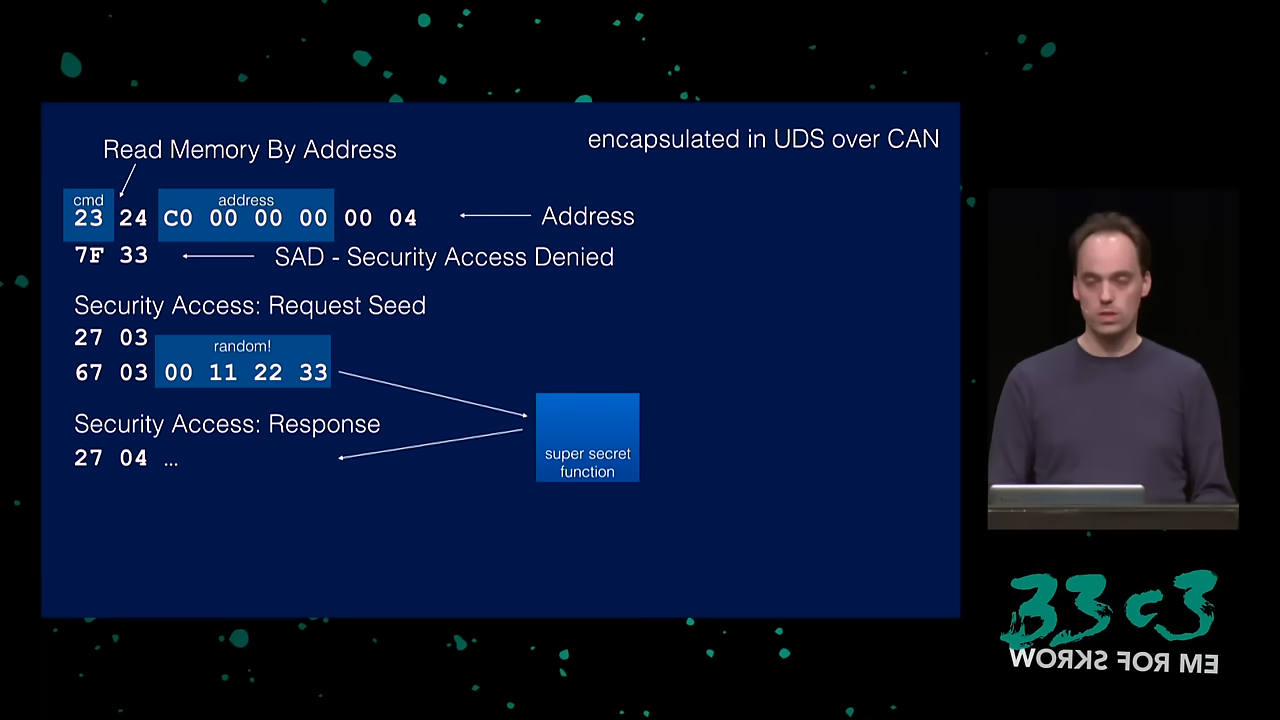 Read Memory By Address
encapsulated in UDS over CAN
cmd
address
23 24 C0 00 00 00 00 04
Address
7F 33
SAD - Security Access Denied
Security Access: Request Seed
27 03
random!
67 03 00 11 22 33
Security Access: Response
27 04 ...
super secret
function
33c3
WORKS FOR ME